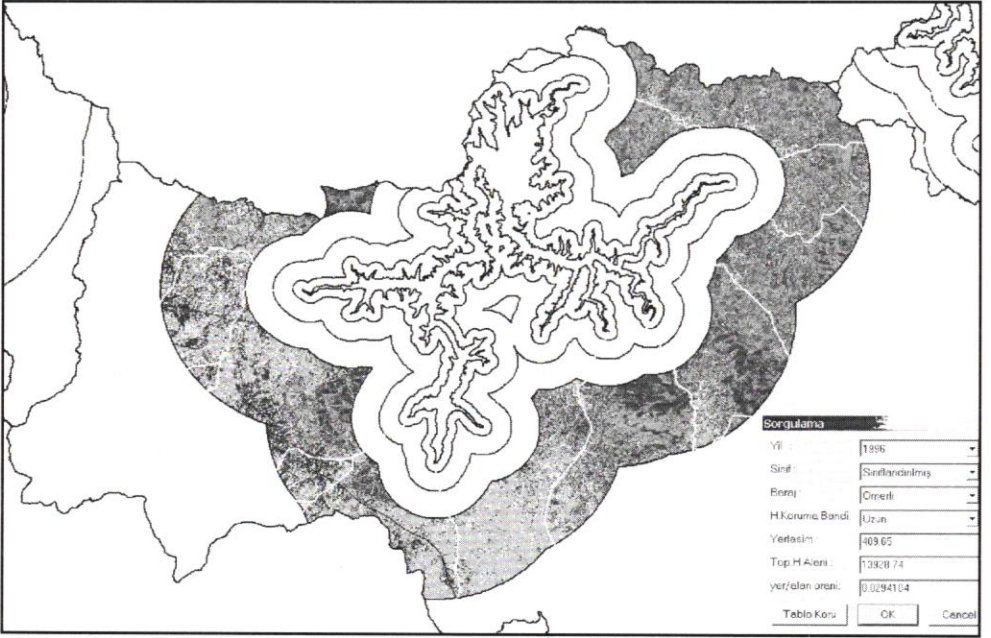 Sorgulama
Yıl : 1996
Sınıf : Sınıflandırılmış
Baraj : Ömerli
H.Koruma Bandı: Uzun
Yerleşim : 409.65
Top.H.Alanı : 13928.74
yer/alan oranı: 0.0294104
Tablo Koru OK Cancel